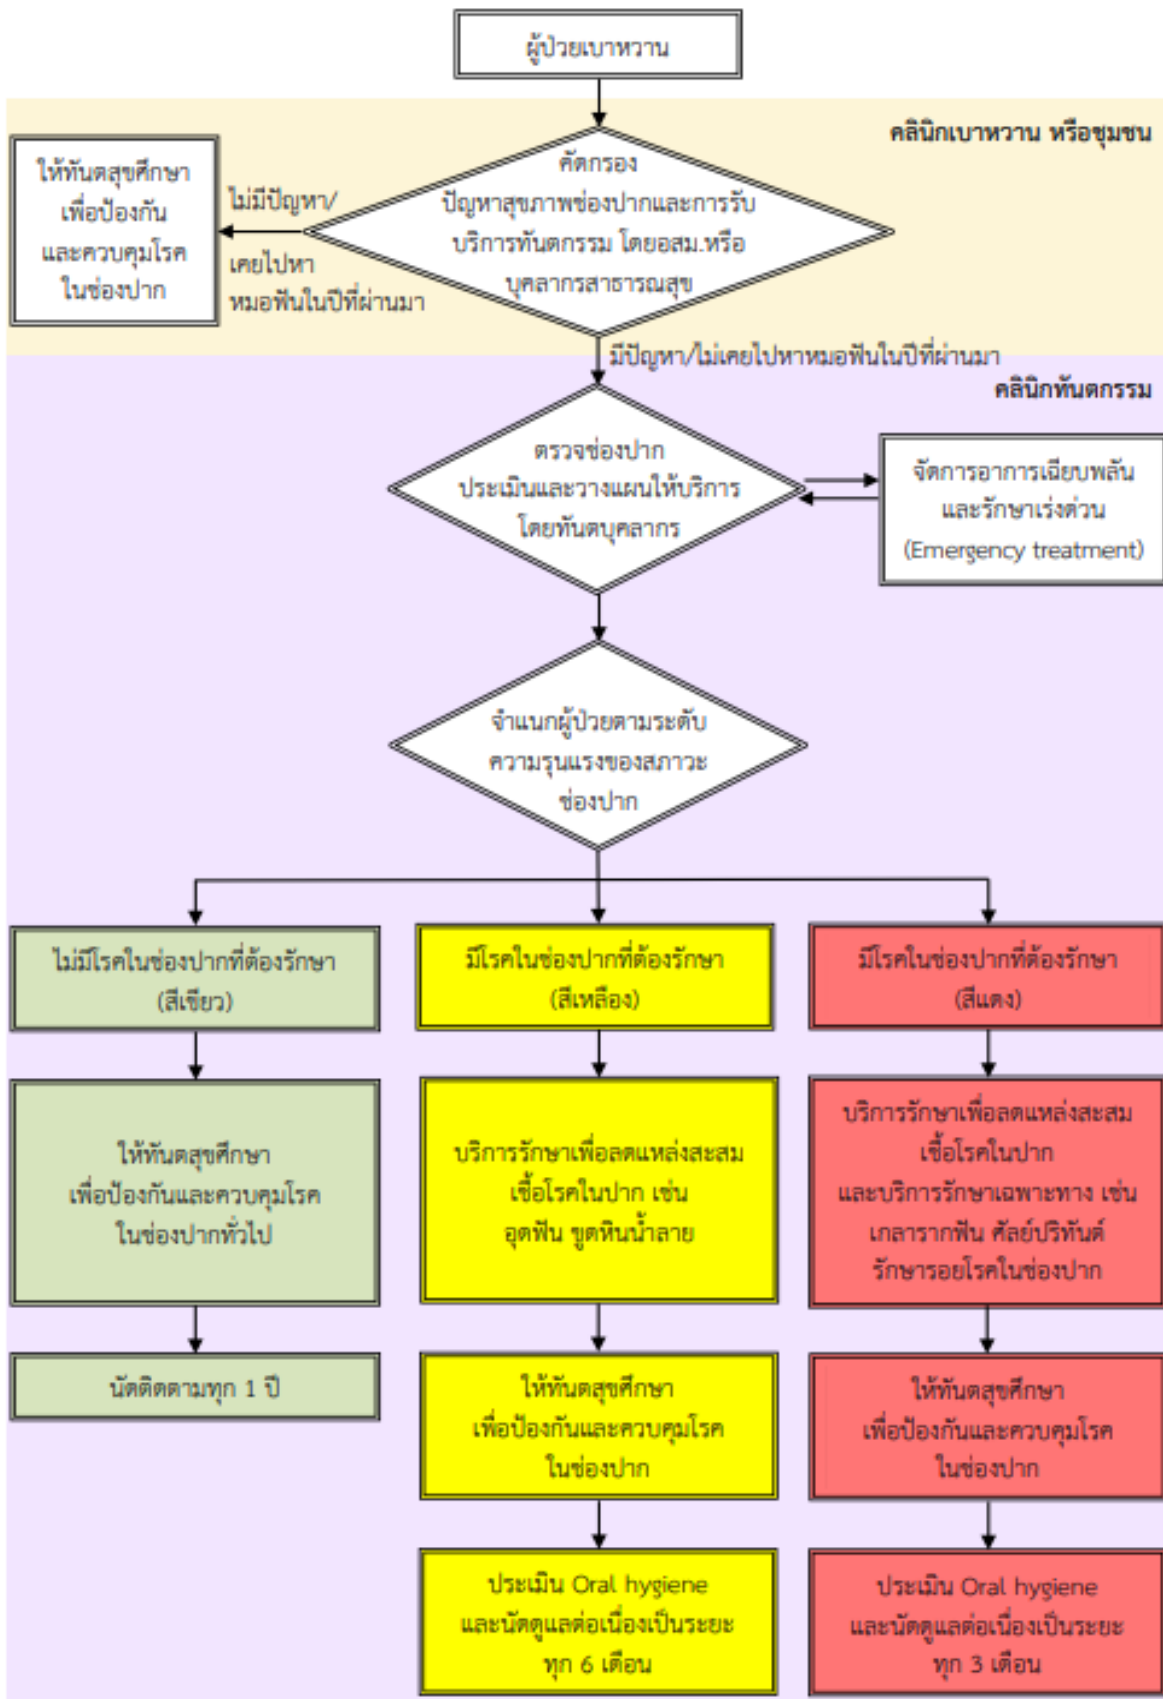 ผู้ป่วยเบาหวาน
คลินิกเบาหวาน หรือชุมชน
คัดกรอง
ปัญหาสุขภาพช่องปากและการรับ
บริการทันตกรรม โดยอสม.หรือ
บุคลากรสาธารณสุข
ไม่มีปัญหา/
เคยไปหา
หมอฟันในปีที่ผ่านมา
ให้ทันตสุขศึกษา
เพื่อป้องกัน
และควบคุมโรค
ในช่องปาก
มีปัญหา/ไม่เคยไปหาหมอฟันในปีที่ผ่านมา
คลินิกทันตกรรม
ตรวจช่องปาก
ประเมินและวางแผนให้บริการ
โดยทันตบุคลากร
จัดการอาการเฉียบพลัน
และรักษาเร่งด่วน
(Emergency treatment)
จำแนกผู้ป่วยตามระดับ
ความรุนแรงของสภาวะ
ช่องปาก
ไม่มีโรคในช่องปากที่ต้องรักษา
(สีเขียว)
ให้ทันตสุขศึกษา
เพื่อป้องกันและควบคุมโรค
ในช่องปากทั่วไป
นัดติดตามทุก 1 ปี
มีโรคในช่องปากที่ต้องรักษา
(สีเหลือง)
บริการรักษาเพื่อลดแหล่งสะสม
เชื้อโรคในปาก เช่น
อุดฟัน ขูดหินน้ำลาย
ให้ทันตสุขศึกษา
เพื่อป้องกันและควบคุมโรค
ในช่องปาก
ประเมิน Oral hygiene
และนัดดูแลต่อเนื่องเป็นระยะ
ทุก 6 เดือน
มีโรคในช่องปากที่ต้องรักษา
(สีแดง)
บริการรักษาเพื่อลดแหล่งสะสม
เชื้อโรคในปาก
และบริการรักษาเฉพาะทาง เช่น
เกลารากฟัน ศัลย์ปริทันต์
รักษารอยโรคในช่องปาก
ให้ทันตสุขศึกษา
เพื่อป้องกันและควบคุมโรค
ในช่องปาก
ประเมิน Oral hygiene
และนัดดูแลต่อเนื่องเป็นระยะ
ทุก 3 เดือน